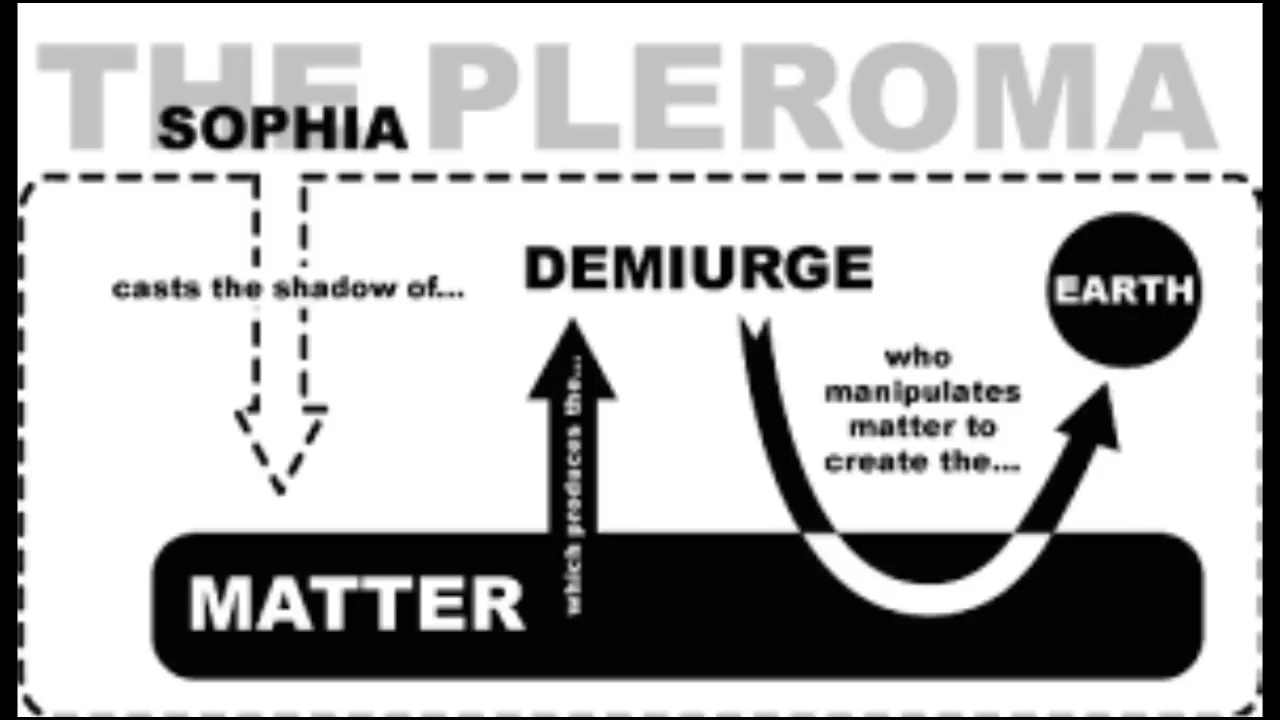 THE PLEROMA
SOPHIA
casts the shadow of...
MATTER
which produces the...
DEMIURGE
who
manipulates
matter to
create the...
EARTH